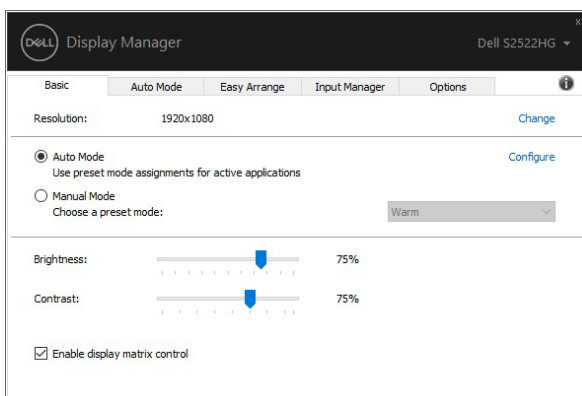 DELL Display Manager Dell S2522HG
x
Basic Auto Mode Easy Arrange Input Manager Options i
Resolution: 1920x1080 Change
Auto Mode Configure
Use preset mode assignments for active applications
Manual Mode
Choose a preset mode: Warm
Brightness: 75%
Contrast: 75%
Enable display matrix control